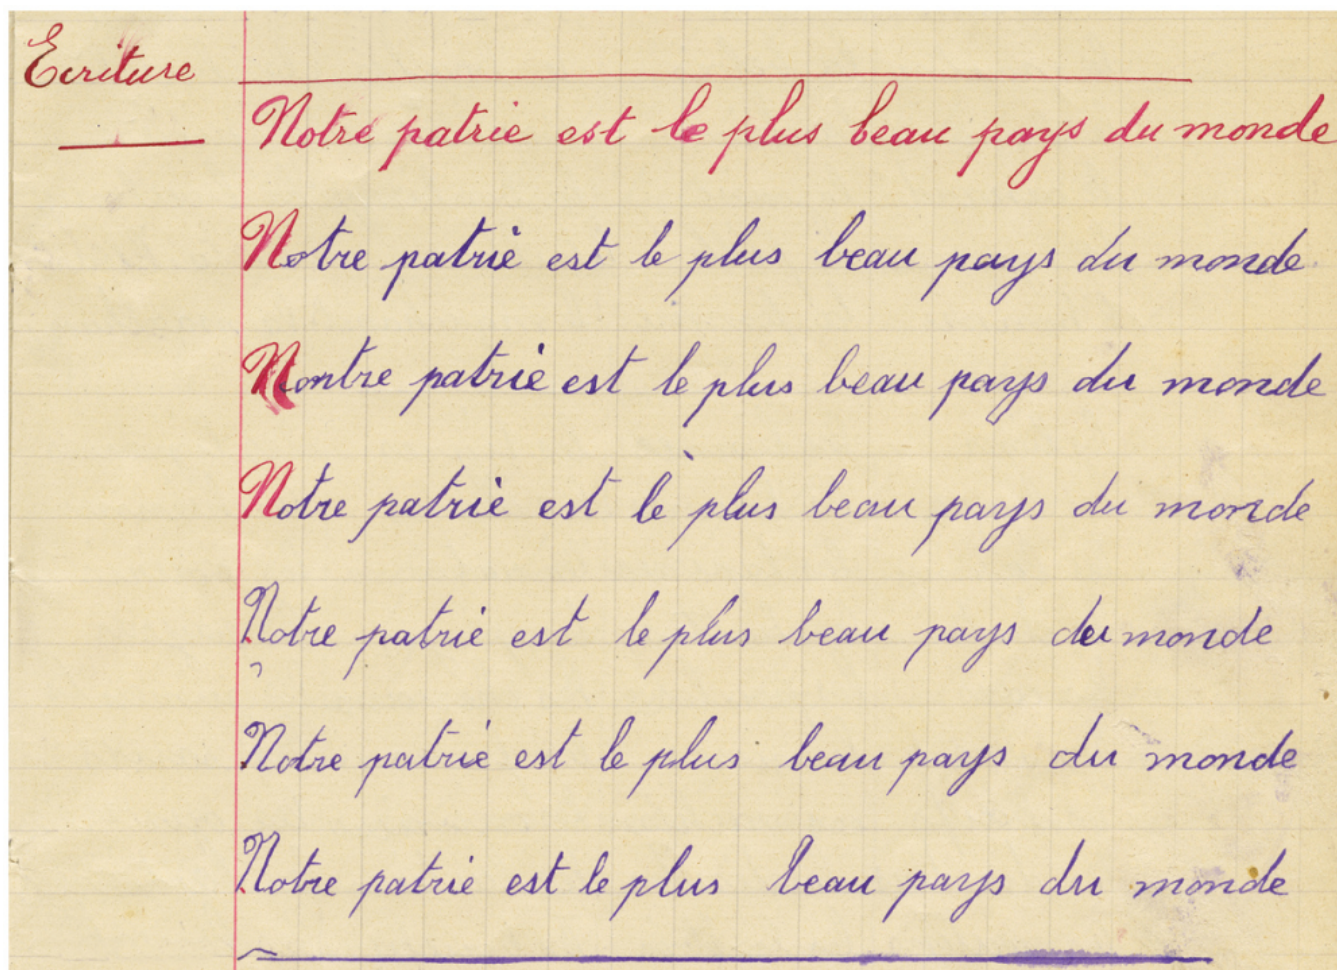 Ecriture
Notre patrie est le plus beau pays du monde
Notre patrie est le plus beau pays du monde.
Nontre patrie est le plus beau pays du monde
Notre patrie est le plus beau pays du monde
Notre patrie est le plus beau pays du monde
Notre patrie est le plus beau pays du monde
Notre patrie est le plus beau pays du monde